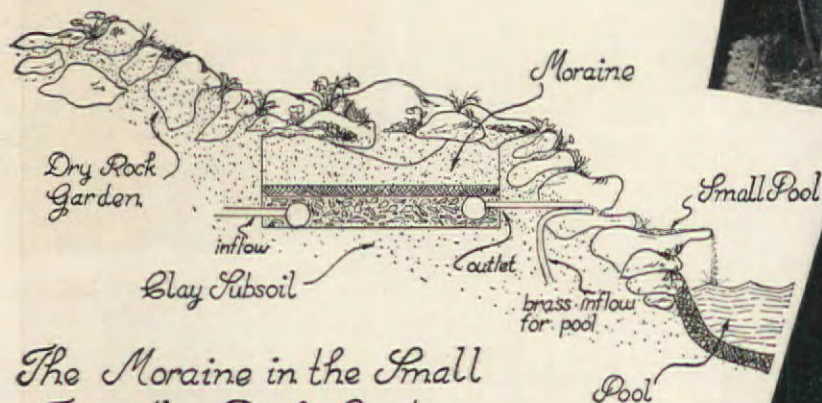 Moraine
Dry Rock
Garden
Small Pool
inflow
outlet
Clay Subsoil
brass inflow
for pool
The Moraine in the Small
Pool